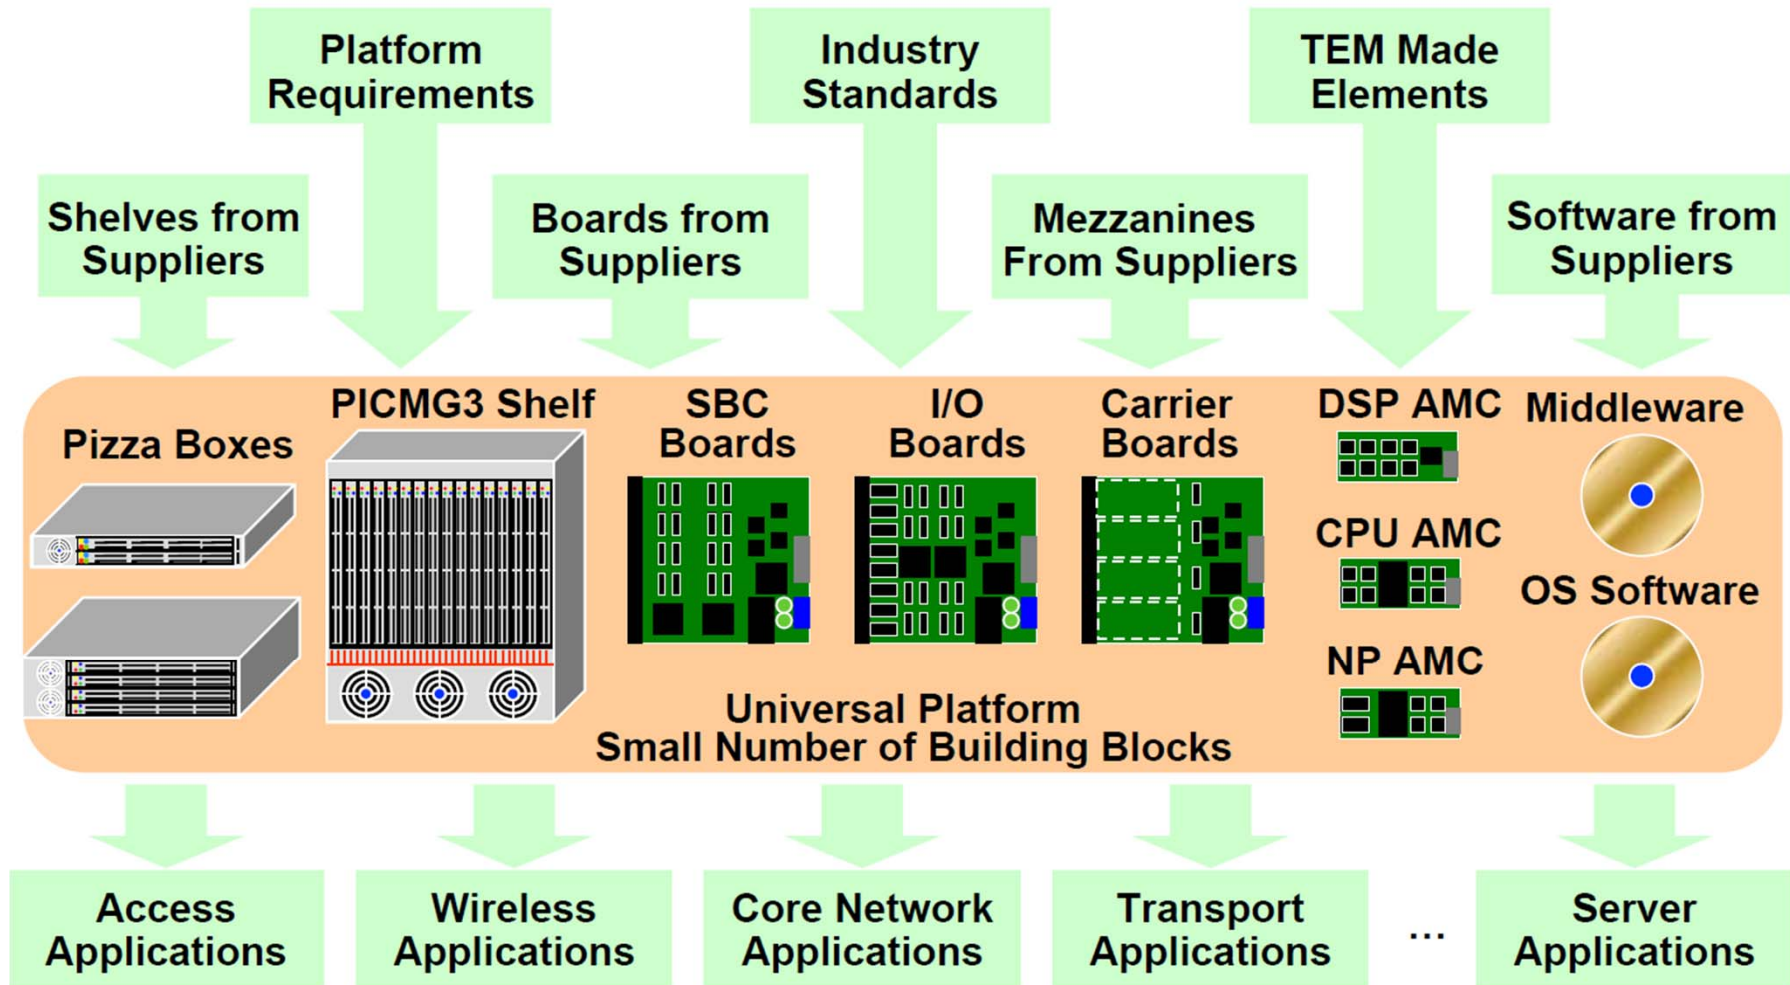 Platform
Requirements
Industry
Standards
TEM Made
Elements
Shelves from
Suppliers
Boards from
Suppliers
Mezzanines
From Suppliers
Software from
Suppliers
Pizza Boxes
PICMG3 Shelf
SBC
Boards
I/O
Boards
Carrier
Boards
DSP AMC
CPU AMC
NP AMC
Middleware
OS Software
Universal Platform
Small Number of Building Blocks
Access
Applications
Wireless
Applications
Core Network
Applications
Transport
Applications
...
Server
Applications